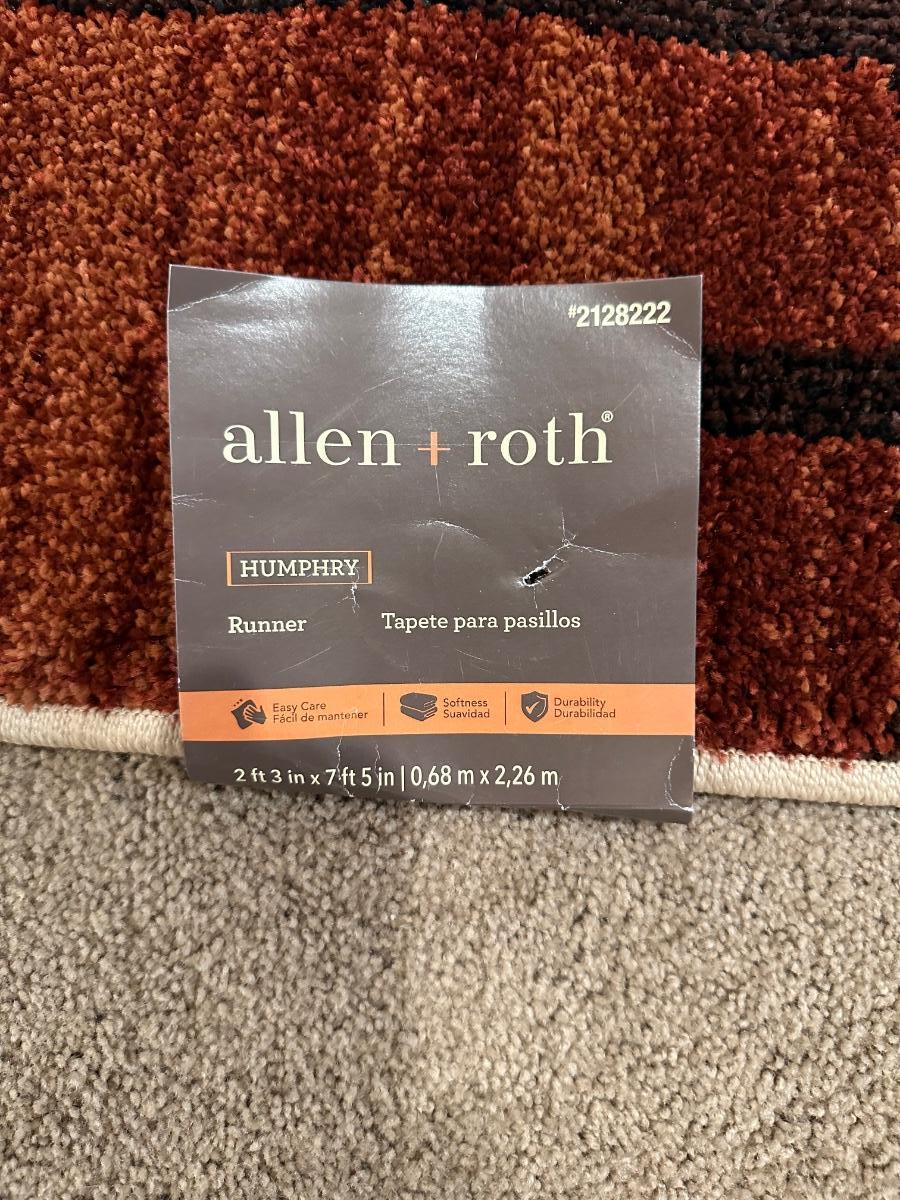 #2128222
allen + roth®
HUMPHRY
Runner Tapete para pasillos
Easy Care Softness Durability
Fácil de mantener Suavidad Durabilidad
2 ft 3 in x 7 ft 5 in | 0,68 m x 2,26 m